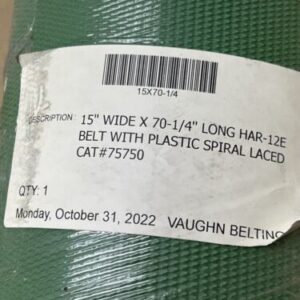 15X70-1/4
DESCRIPTION: 15" WIDE X 70-1/4" LONG HAR-12E
BELT WITH PLASTIC SPIRAL LACED
CAT#75750
QTY: 1
Monday, October 31, 2022 VAUGHN BELTING